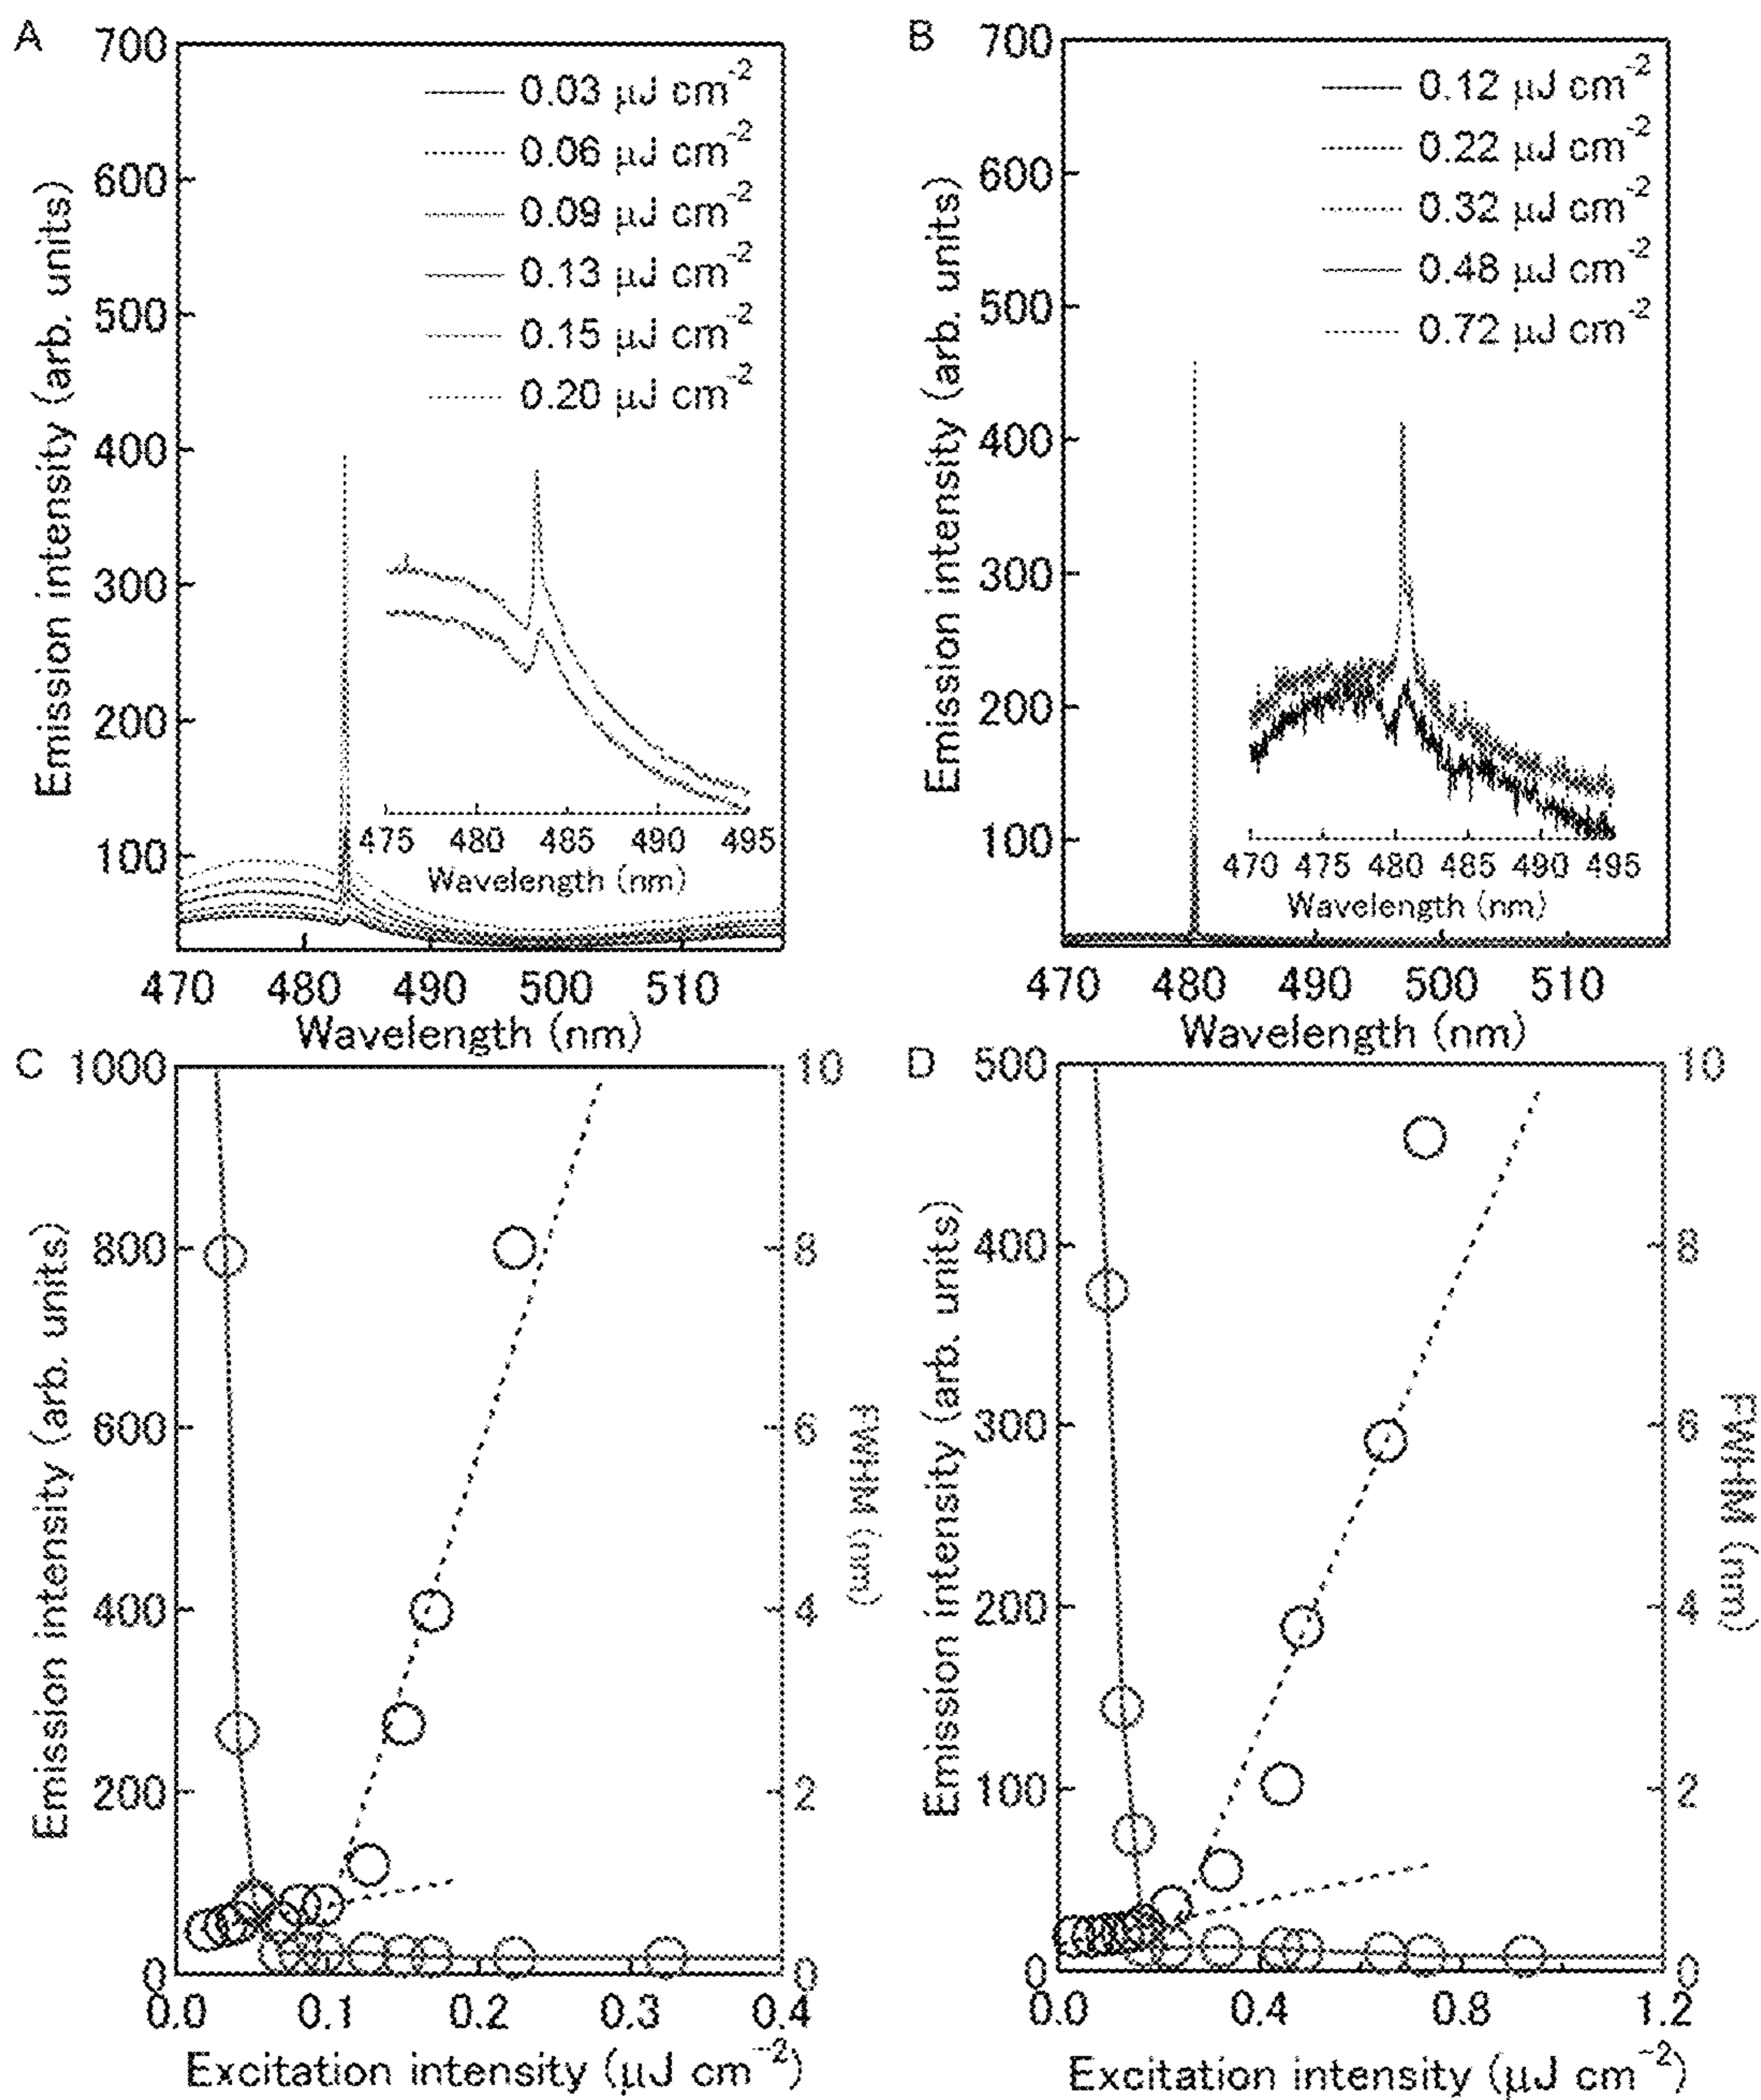 A
700
600
500
400
300
200
100
Emission intensity (arb. units)
0.03 μJ cm-2
0.06 μJ cm-2
0.09 μJ cm-2
0.13 μJ cm-2
0.15 μJ cm-2
0.20 μJ cm-2
475 480 485 490 495
Wavelength (nm)
470 480 490 500 510
Wavelength (nm)
B
700
600
500
400
300
200
100
Emission intensity (arb. units)
0.12 μJ cm-2
0.22 μJ cm-2
0.32 μJ cm-2
0.48 μJ cm-2
0.72 μJ cm-2
470 475 480 485 490 495
Wavelength (nm)
470 480 490 500 510
Wavelength (nm)
C
1000
800
600
400
200
0
Emission intensity (arb. units)
10
8
6
4
2
0
FWHM (nm)
0.0 0.1 0.2 0.3 0.4
Excitation intensity (μJ cm-2)
D
500
400
300
200
100
0
Emission intensity (arb. units)
10
8
6
4
2
0
FWHM (nm)
0.0 0.4 0.8 1.2
Excitation intensity (μJ cm-2)